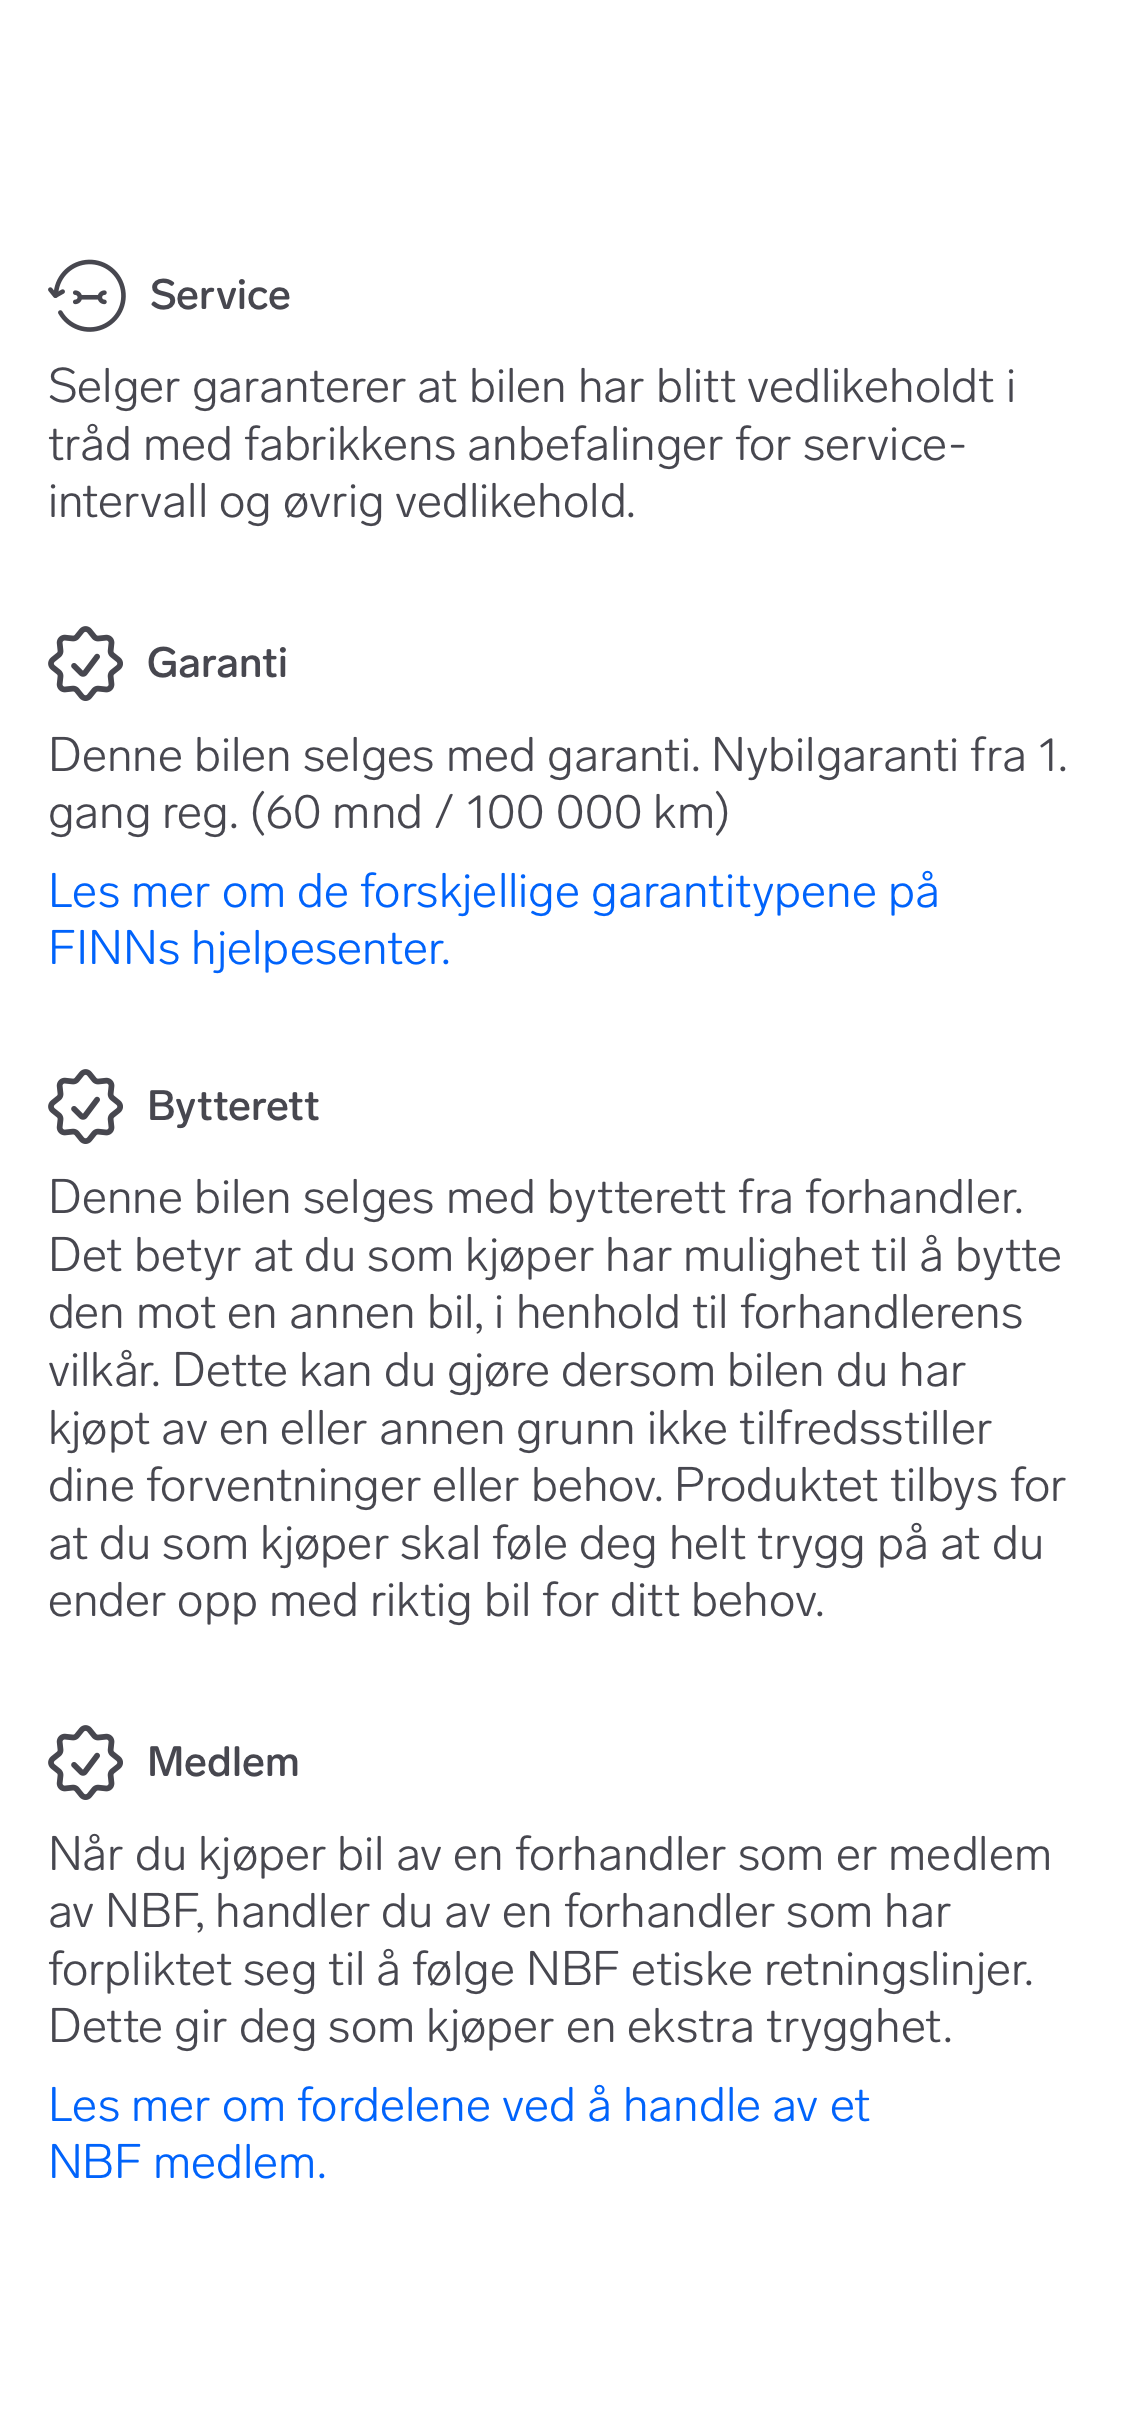 Service
Selger garanterer at bilen har blitt vedlikeholdt i
tråd med fabrikkens anbefalinger for service-
intervall og øvrig vedlikehold.
Garanti
Denne bilen selges med garanti. Nybilgaranti fra 1.
gang reg. (60 mnd / 100 000 km)
Les mer om de forskjellige garantitypene på
FINNs hjelpesenter.
Bytterett
Denne bilen selges med bytterett fra forhandler.
Det betyr at du som kjøper har mulighet til å bytte
den mot en annen bil, i henhold til forhandlerens
vilkår. Dette kan du gjøre dersom bilen du har
kjøpt av en eller annen grunn ikke tilfredsstiller
dine forventninger eller behov. Produktet tilbys for
at du som kjøper skal føle deg helt trygg på at du
ender opp med riktig bil for ditt behov.
Medlem
Når du kjøper bil av en forhandler som er medlem
av NBF, handler du av en forhandler som har
forpliktet seg til å følge NBF etiske retningslinjer.
Dette gir deg som kjøper en ekstra trygghet.
Les mer om fordelene ved å handle av et
NBF medlem.